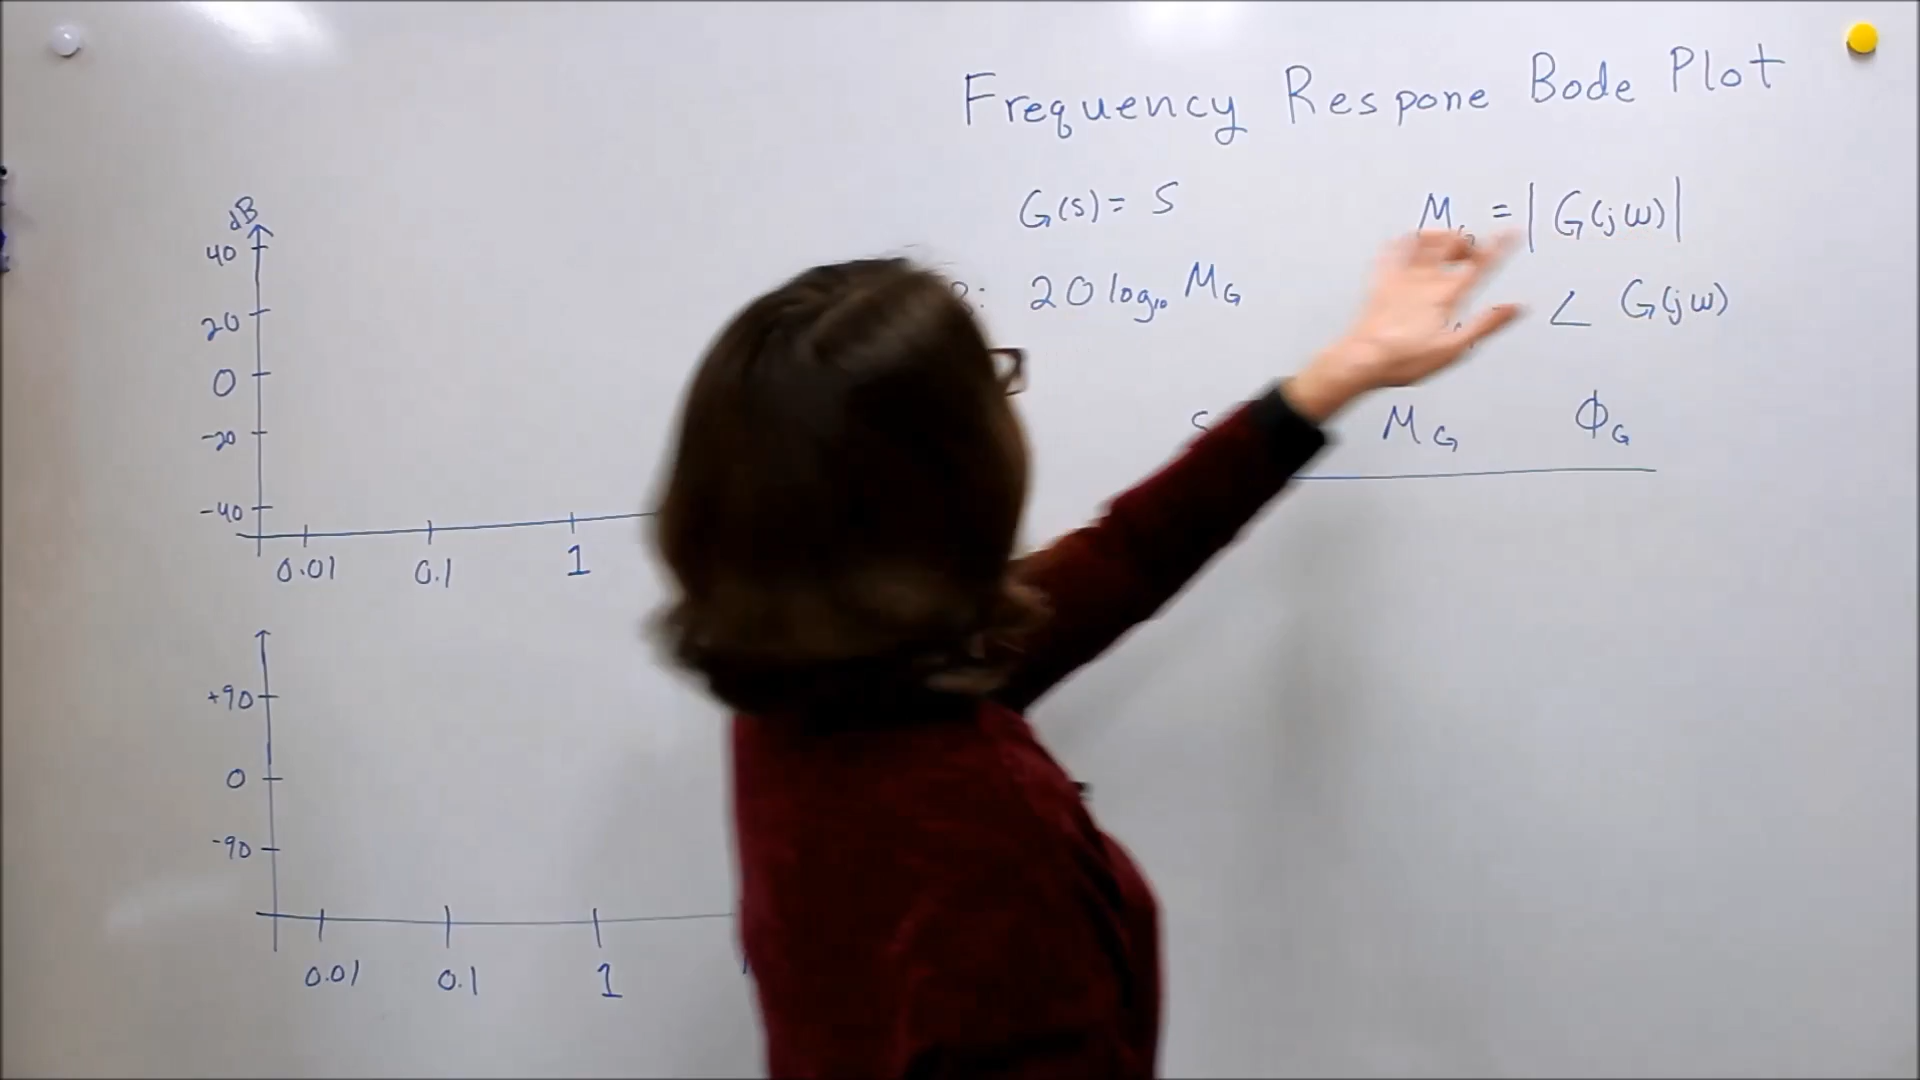 Frequency Respone Bode Plot
G(s) = S
M_G = | G(jω) |
20 log₁₀ M_G
∠ G(jω)
S
M_G
Φ_G
dB
40
20
0
-20
-40
0.01 0.1 1
+90
0
-90
0.01 0.1 1